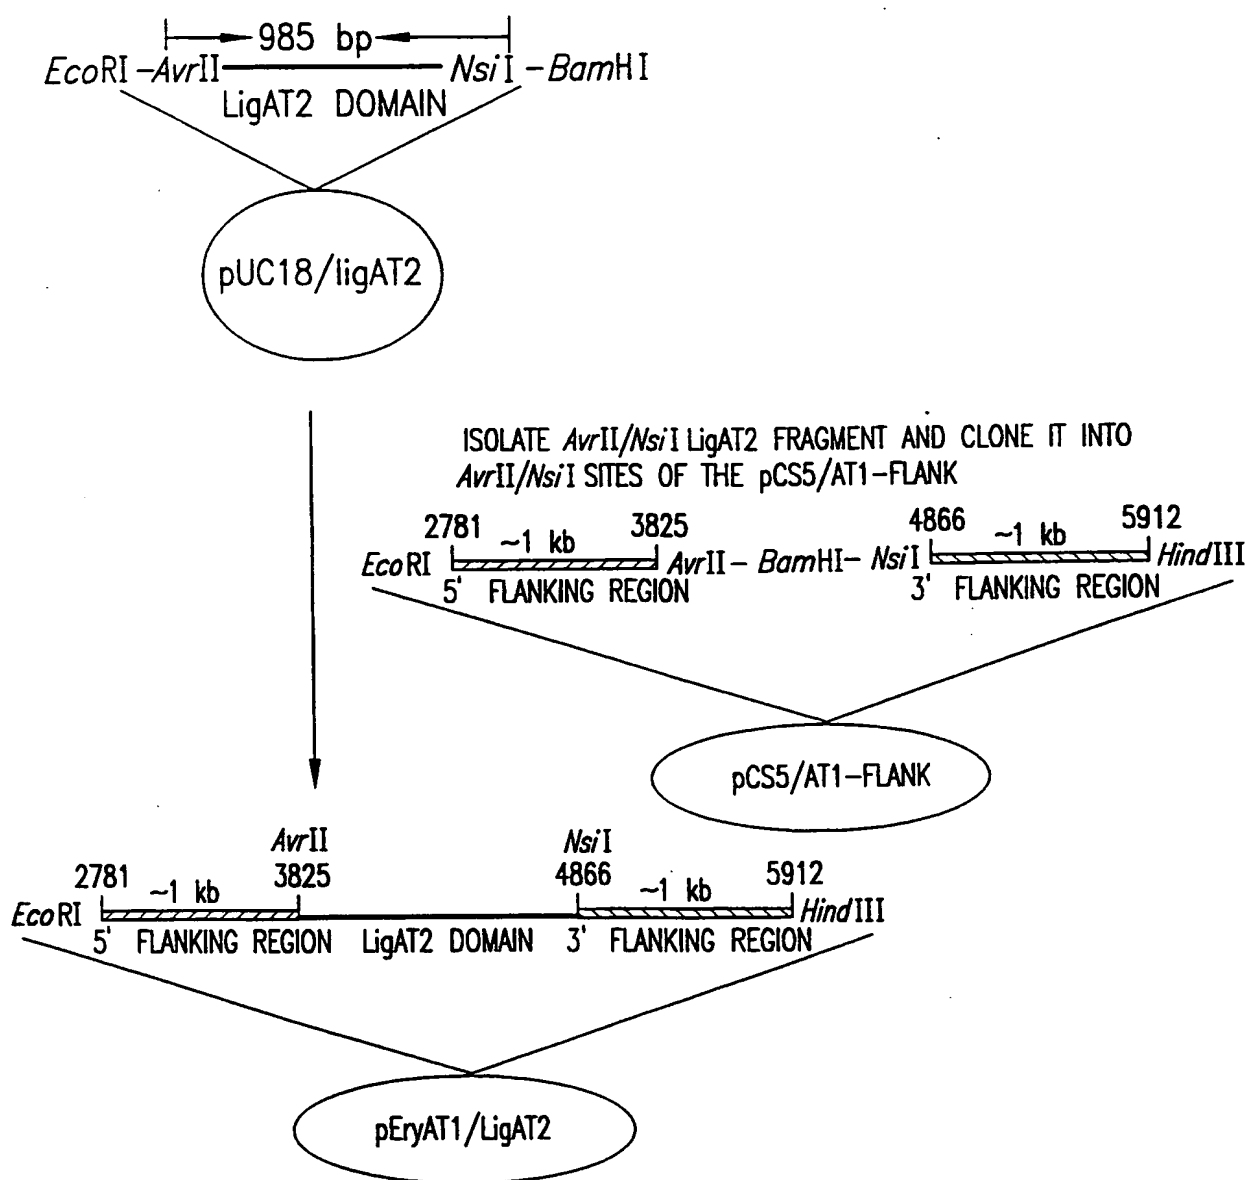 985 bp
EcoRI–AvrII NsiI–BamHI
LigAT2 DOMAIN
pUC18/ligAT2
ISOLATE AvrII/NsiI LigAT2 FRAGMENT AND CLONE IT INTO
AvrII/NsiI SITES OF THE pCS5/AT1–FLANK
2781 ~1 kb 3825 4866 ~1 kb 5912
EcoRI AvrII– BamHI– NsiI HindIII
5' FLANKING REGION 3' FLANKING REGION
pCS5/AT1–FLANK
AvrII NsiI
2781 ~1 kb 3825 4866 ~1 kb 5912
EcoRI HindIII
5' FLANKING REGION LigAT2 DOMAIN 3' FLANKING REGION
pEryAT1/LigAT2